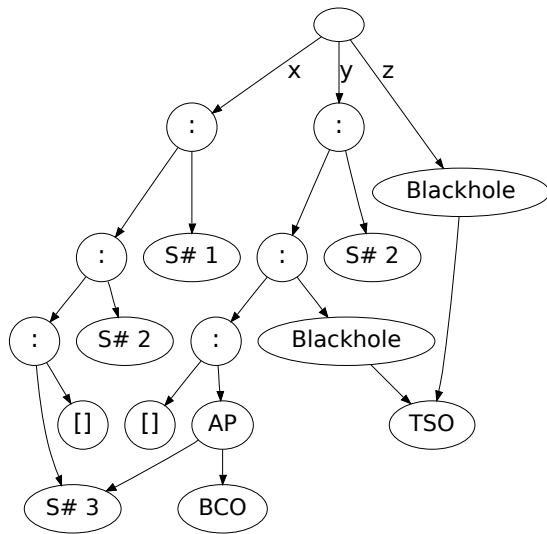 x y z
: :
Blackhole
: S# 1 : S# 2
: S# 2 : Blackhole
[] [] AP TSO
S# 3 BCO